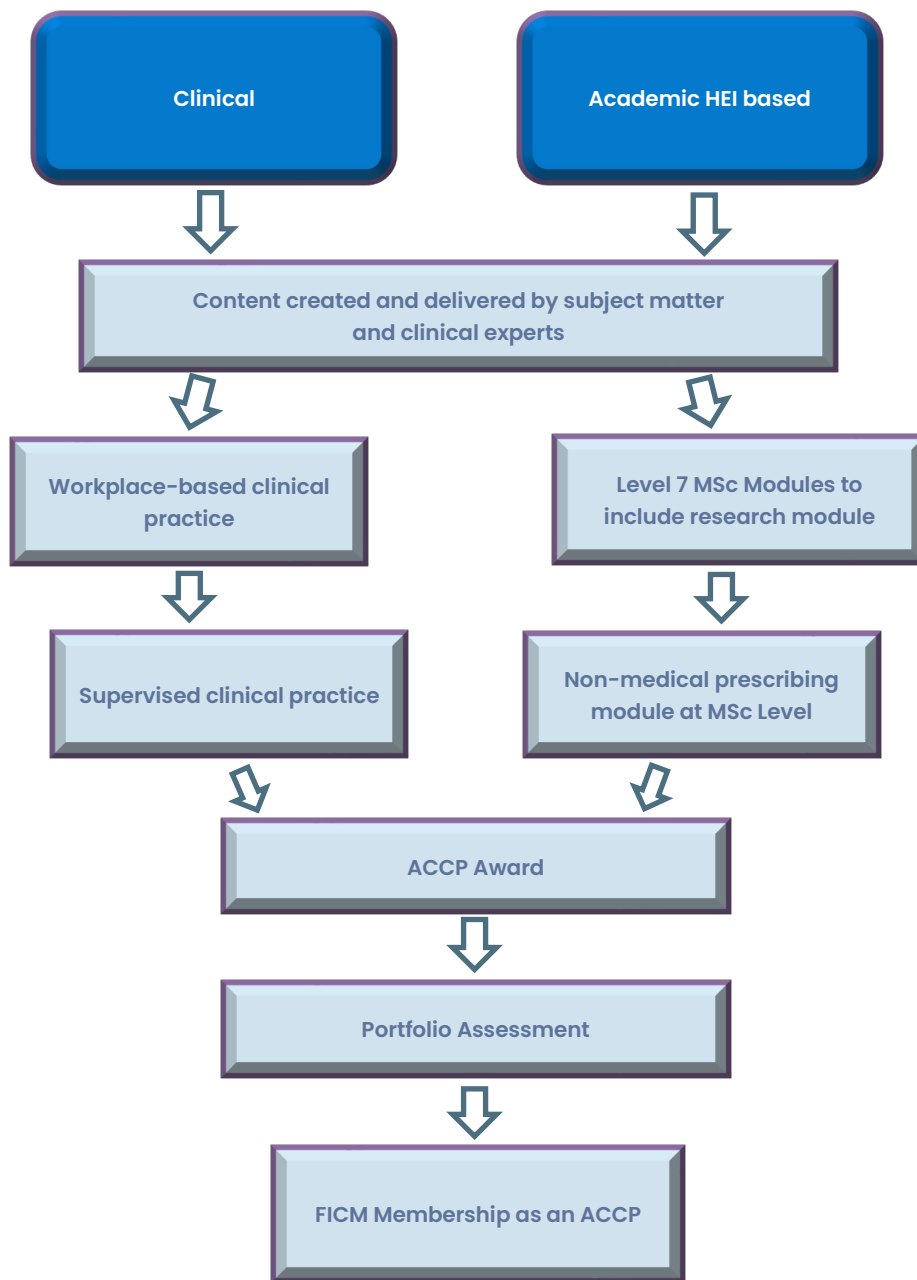 Clinical
Academic HEI based
Content created and delivered by subject matter
and clinical experts
Workplace-based clinical
practice
Level 7 MSc Modules to
include research module
Supervised clinical practice
Non-medical prescribing
module at MSc Level
ACCP Award
Portfolio Assessment
FICM Membership as an ACCP